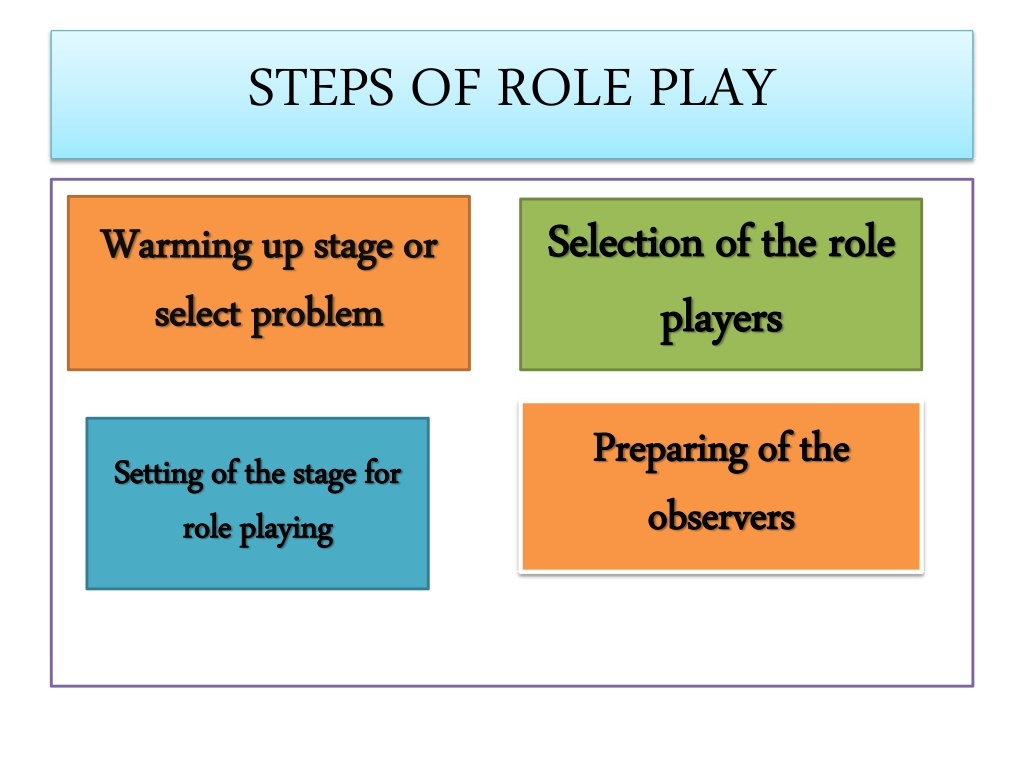 STEPS OF ROLE PLAY
Warming up stage or
select problem
Selection of the role
players
Setting of the stage for
role playing
Preparing of the
observers